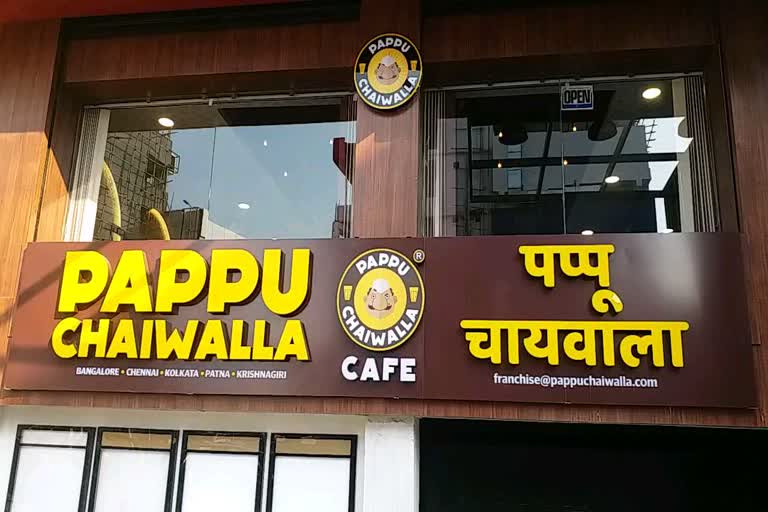 PAPPU
CHAIWALLA
OPEN
PAPPU
CHAIWALLA
BANGALORE • CHENNAI • KOLKATA • PATNA • KRISHNAGIRI
PAPPU
CHAIWALLA
®
CAFE
पप्पू
चायवाला
franchise@pappuchaiwalla.com